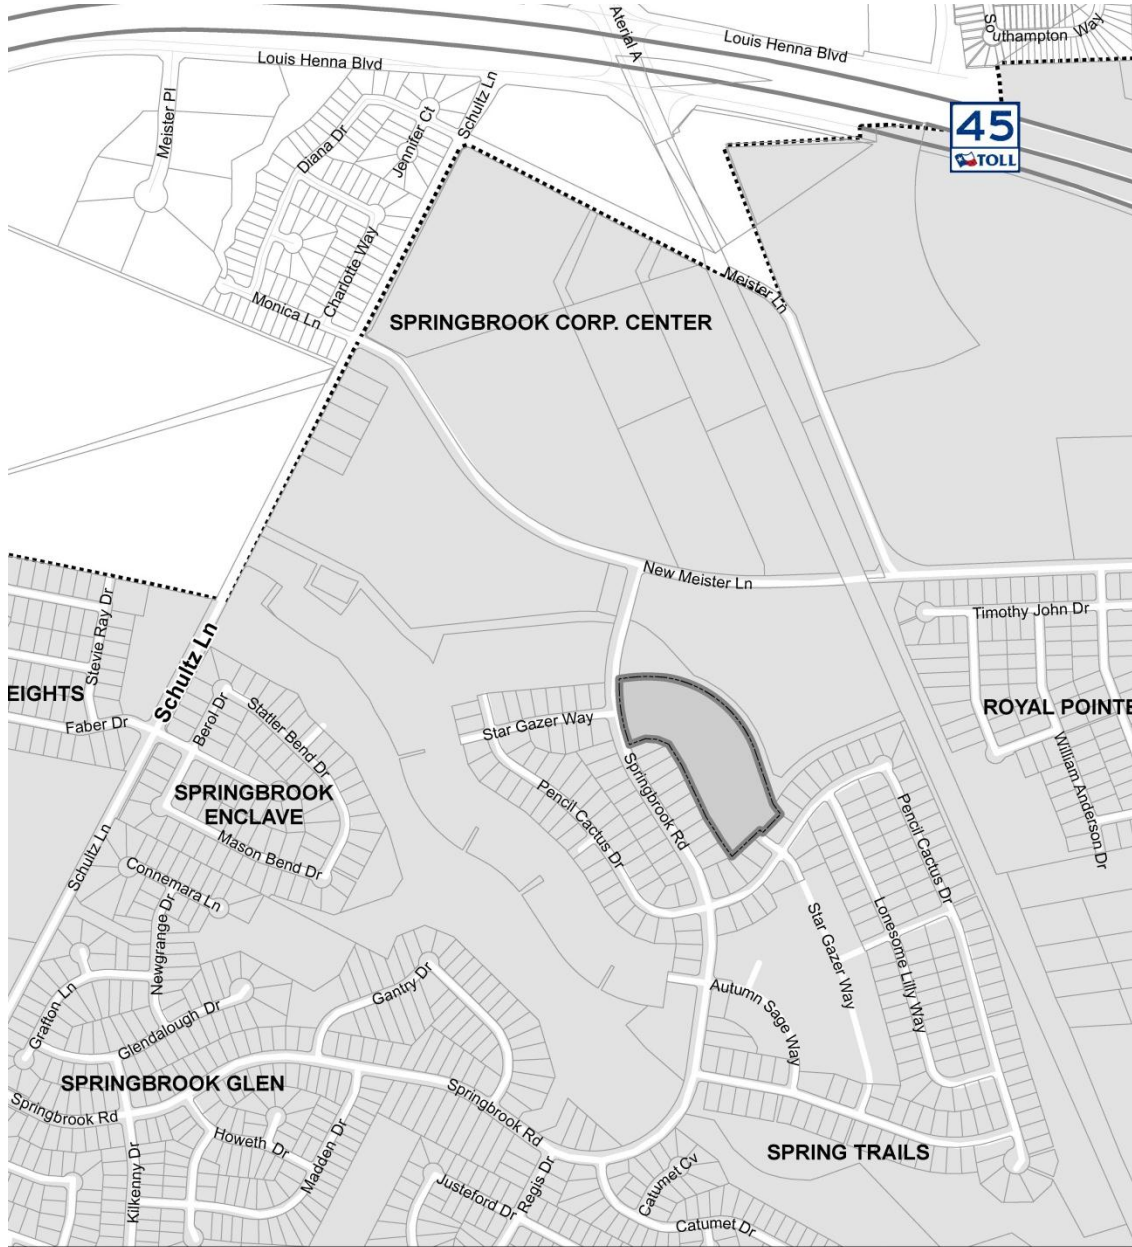 Southampton Way
Aterial A
Louis Henna Blvd
Louis Henna Blvd
Meister Pl
Schultz Ln
Jennifer Ct
Diana Dr
45
TOLL
Charlotte Way
Monica Ln
Meister Ln
SPRINGBROOK CORP. CENTER
New Meister Ln
Timothy John Dr
Stevie Ray Dr
Schultz Ln
EIGHTS
Faber Dr
Berol Dr
Statler Bend Dr
Star Gazer Way
ROYAL POINTE
William Anderson Dr
SPRINGBROOK
ENCLAVE
Mason Bend Dr
Springbrook Rd
Pencil Cactus Dr
Pencil Cactus Dr
Schultz Ln
Connemara Ln
Newgrange Dr
Lonesome Lilly Way
Star Gazer Way
Gantry Dr
Autumn Sage Way
Grafton Ln
Glendalough Dr
SPRINGBROOK GLEN
Springbrook Rd
Springbrook Rd
Howeth Dr
Madden Dr
Kilkenny Dr
SPRING TRAILS
Regis Dr
Justeford Dr
Catumet Cv
Catumet Dr